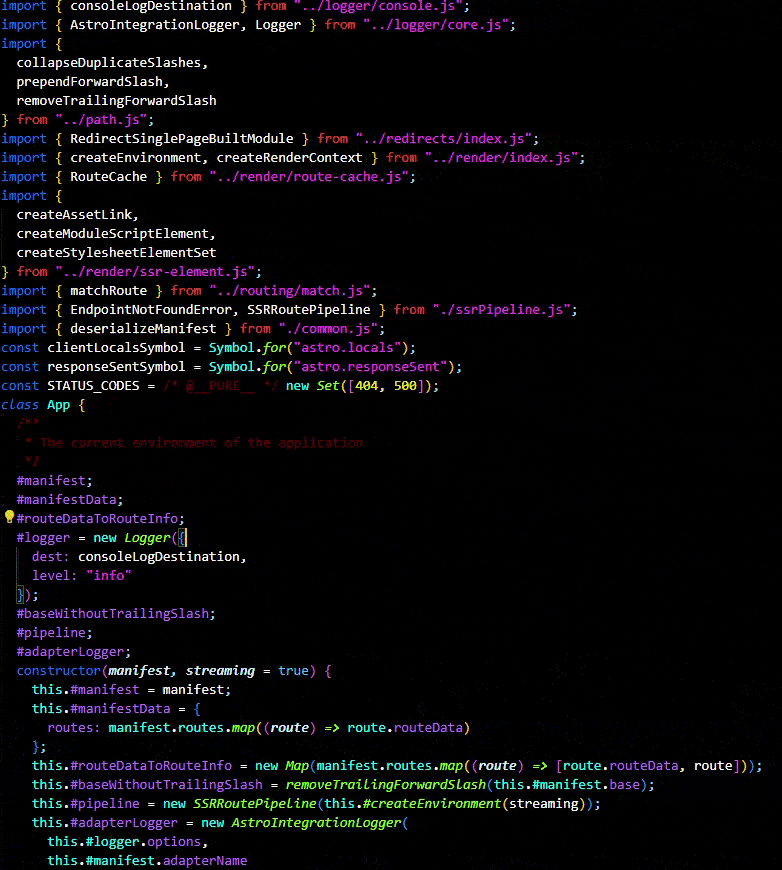 import { consoleLogDestination } from "../logger/console.js";
import { AstroIntegrationLogger, Logger } from "../logger/core.js";
import {
  collapseDuplicateSlashes,
  prependForwardSlash,
  removeTrailingForwardSlash
} from "../path.js";
import { RedirectSinglePageBuiltModule } from "../redirects/index.js";
import { createEnvironment, createRenderContext } from "../render/index.js";
import { RouteCache } from "../render/route-cache.js";
import {
  createAssetLink,
  createModuleScriptElement,
  createStylesheetElementSet
} from "../render/ssr-element.js";
import { matchRoute } from "../routing/match.js";
import { EndpointNotFoundError, SSRRoutePipeline } from "./ssrPipeline.js";
import { deserializeManifest } from "./common.js";
const clientLocalsSymbol = Symbol.for("astro.locals");
const responseSentSymbol = Symbol.for("astro.responseSent");
const STATUS_CODES = /* @__PURE__ */ new Set([404, 500]);
class App {
  /**
   * The current environment of the application
   */
  #manifest;
  #manifestData;
  #routeDataToRouteInfo;
  #logger = new Logger({
    dest: consoleLogDestination,
    level: "info"
  });
  #baseWithoutTrailingSlash;
  #pipeline;
  #adapterLogger;
  constructor(manifest, streaming = true) {
    this.#manifest = manifest;
    this.#manifestData = {
      routes: manifest.routes.map((route) => route.routeData)
    };
    this.#routeDataToRouteInfo = new Map(manifest.routes.map((route) => [route.routeData, route]));
    this.#baseWithoutTrailingSlash = removeTrailingForwardSlash(this.#manifest.base);
    this.#pipeline = new SSRRoutePipeline(this.#createEnvironment(streaming));
    this.#adapterLogger = new AstroIntegrationLogger(
      this.#logger.options,
      this.#manifest.adapterName